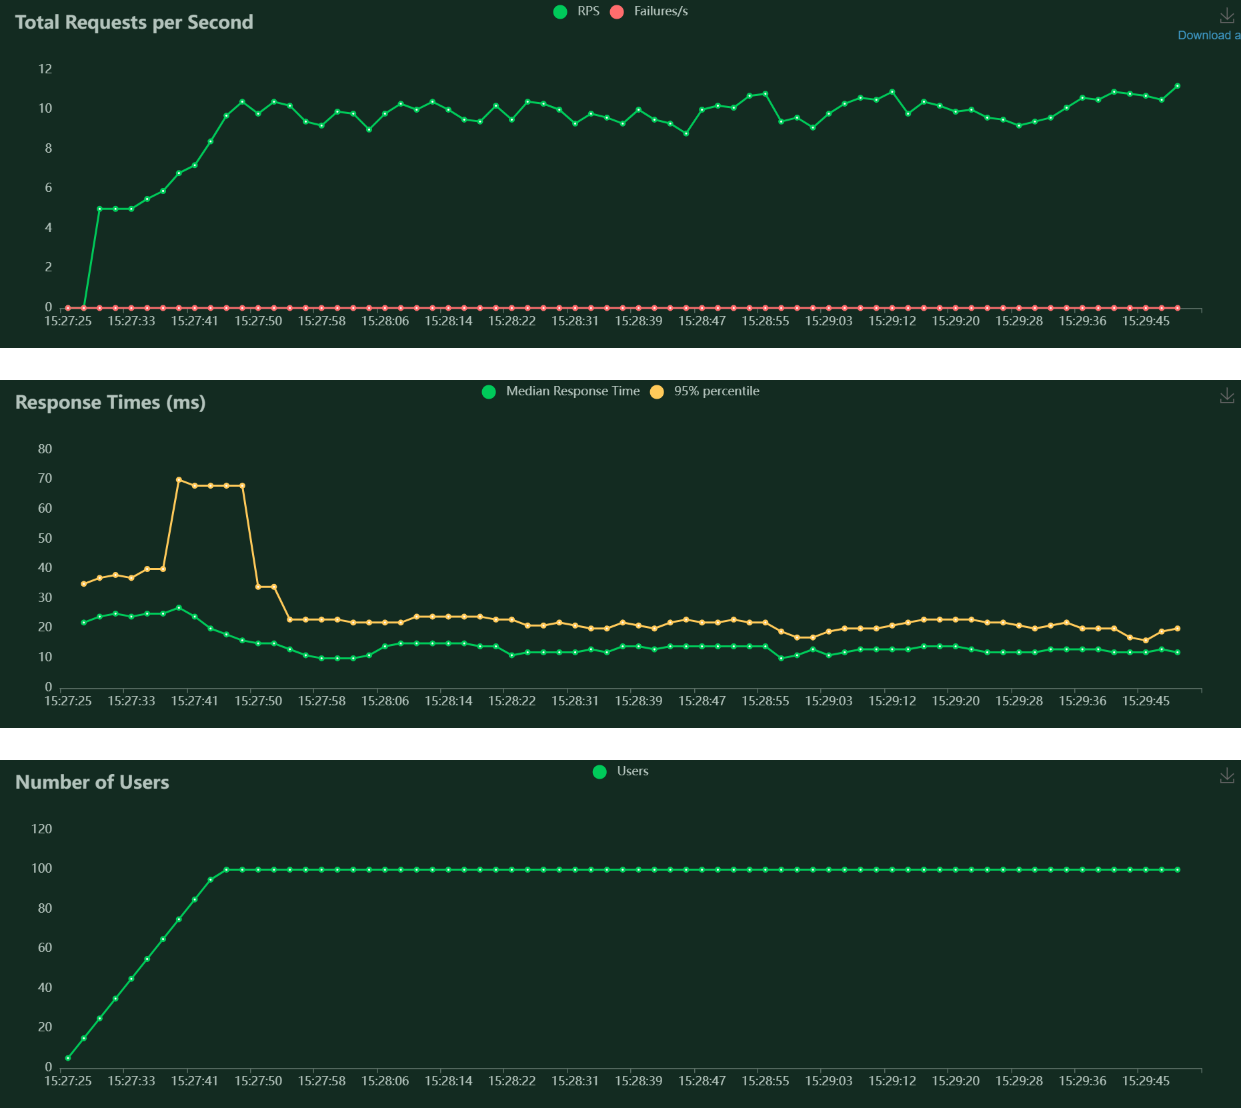 Total Requests per Second
RPS Failures/s
Download a
12
10
8
6
4
2
0
15:27:25 15:27:33 15:27:41 15:27:50 15:27:58 15:28:06 15:28:14 15:28:22 15:28:31 15:28:39 15:28:47 15:28:55 15:29:03 15:29:12 15:29:20 15:29:28 15:29:36 15:29:45
Response Times (ms)
Median Response Time 95% percentile
80
70
60
50
40
30
20
10
0
15:27:25 15:27:33 15:27:41 15:27:50 15:27:58 15:28:06 15:28:14 15:28:22 15:28:31 15:28:39 15:28:47 15:28:55 15:29:03 15:29:12 15:29:20 15:29:28 15:29:36 15:29:45
Number of Users
Users
120
100
80
60
40
20
0
15:27:25 15:27:33 15:27:41 15:27:50 15:27:58 15:28:06 15:28:14 15:28:22 15:28:31 15:28:39 15:28:47 15:28:55 15:29:03 15:29:12 15:29:20 15:29:28 15:29:36 15:29:45